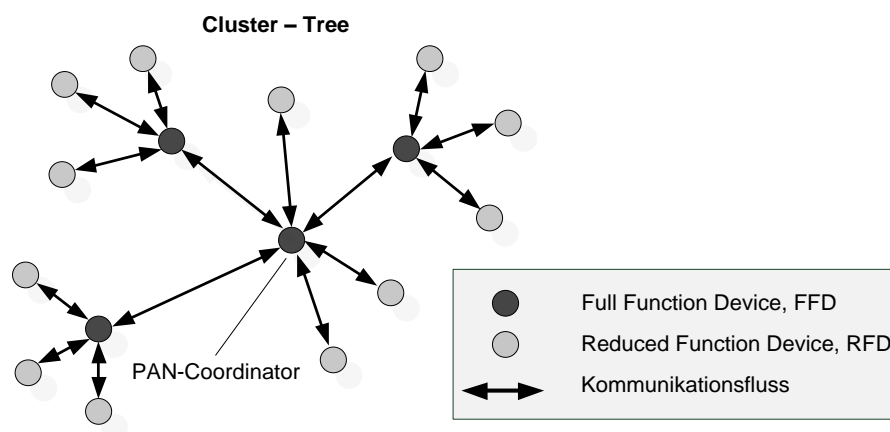 Cluster – Tree
PAN-Coordinator
Full Function Device, FFD
Reduced Function Device, RFD
Kommunikationsfluss